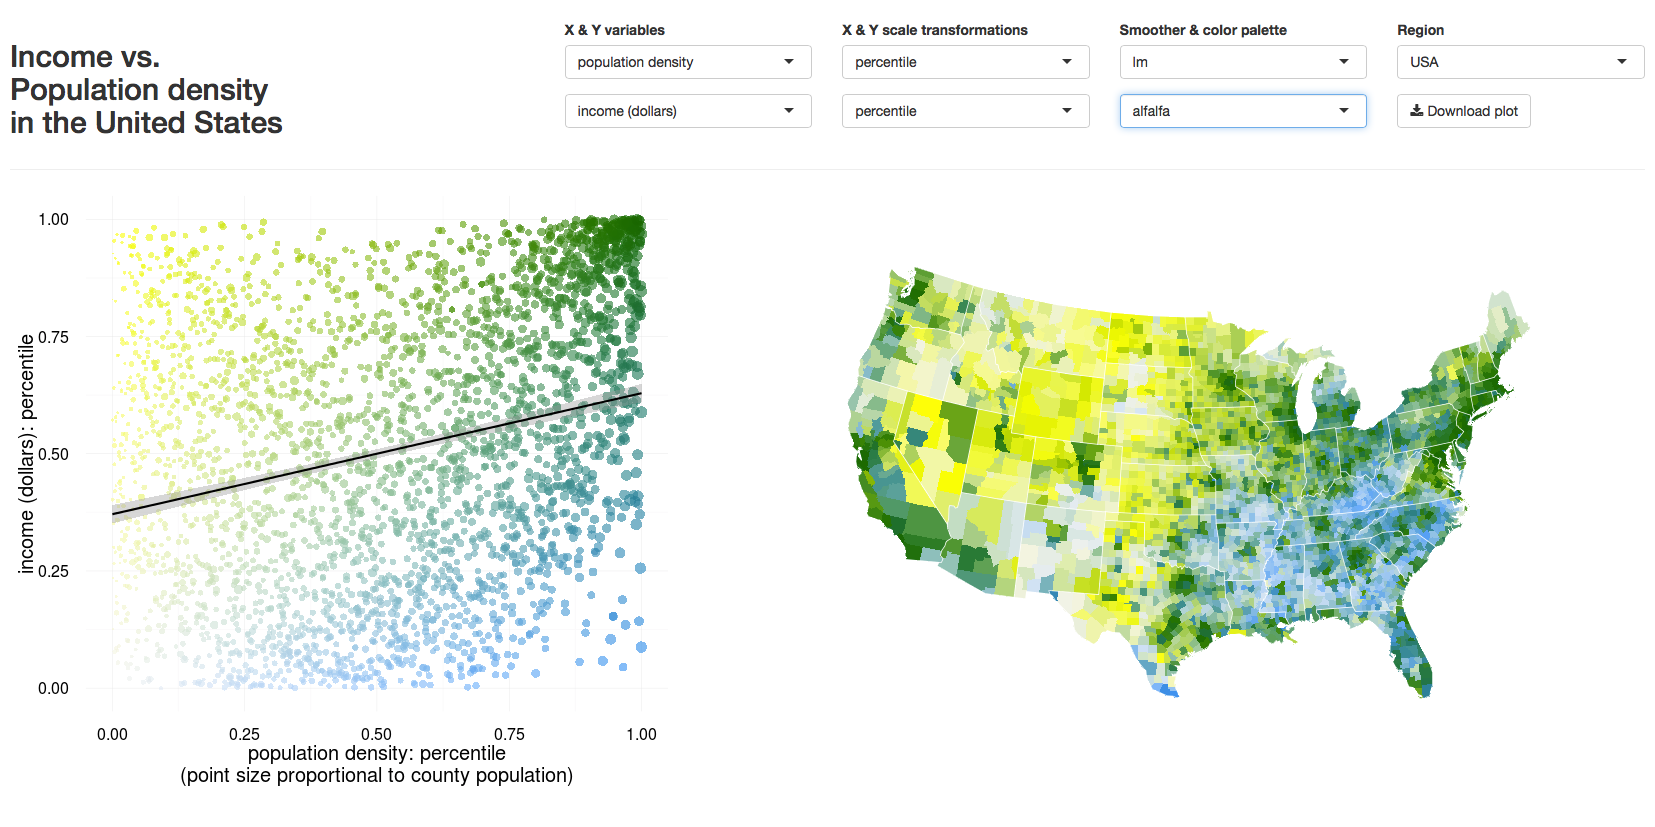 Income vs.
Population density
in the United States
X & Y variables
population density
income (dollars)
X & Y scale transformations
percentile
percentile
Smoother & color palette
lm
alfalfa
Region
USA
Download plot
income (dollars): percentile
1.00
0.75
0.50
0.25
0.00
0.00 0.25 0.50 0.75 1.00
population density: percentile
(point size proportional to county population)